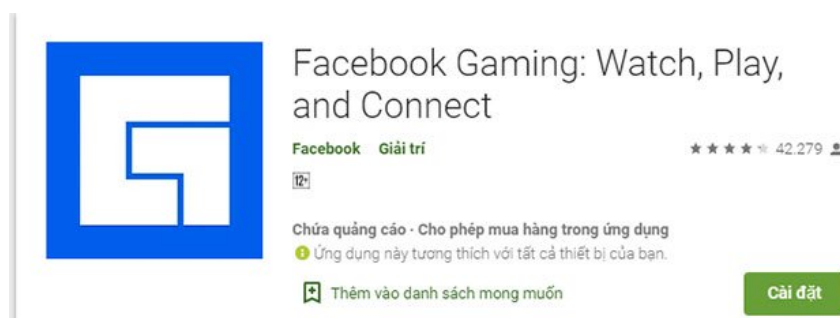 Facebook Gaming: Watch, Play,
and Connect
Facebook Giải trí 42.279
12+
Chứa quảng cáo · Cho phép mua hàng trong ứng dụng
Ứng dụng này tương thích với tất cả thiết bị của bạn.
Thêm vào danh sách mong muốn Cài đặt